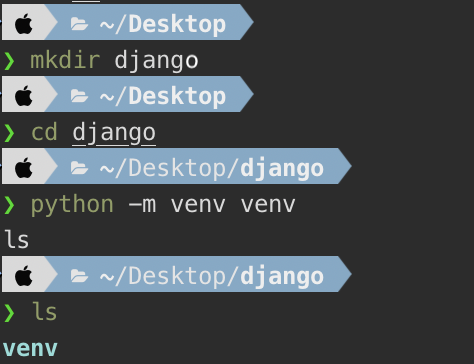 ~/Desktop
❯ mkdir django
~/Desktop
❯ cd django
~/Desktop/django
❯ python -m venv venv
ls
~/Desktop/django
❯ ls
venv